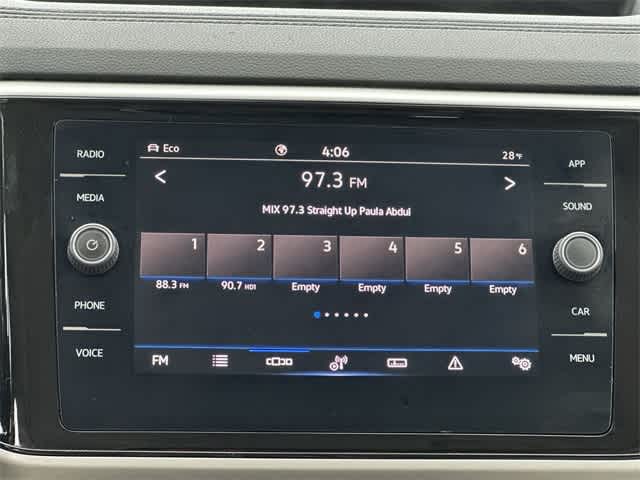 RADIO
MEDIA
PHONE
VOICE
Eco 4:06 28°F
97.3 FM
MIX 97.3 Straight Up Paula Abdul
1 2 3 4 5 6
88.3 FM 90.7 HD1 Empty Empty Empty Empty
FM
APP
SOUND
CAR
MENU